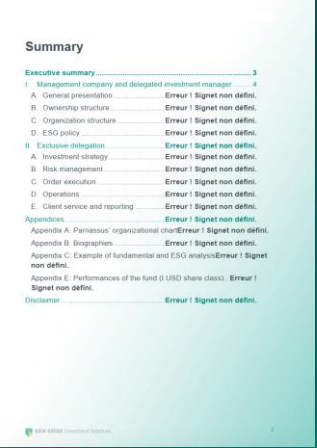 Summary
Executive summary 3
I. Management company and delegated investment manager 4
A. General presentation Erreur ! Signet non défini.
B. Ownership structure Erreur ! Signet non défini.
C. Organization structure Erreur ! Signet non défini.
D. ESG policy Erreur ! Signet non défini.
II. Exclusive delegation Erreur ! Signet non défini.
A. Investment strategy Erreur ! Signet non défini.
B. Risk management Erreur ! Signet non défini.
C. Order execution Erreur ! Signet non défini.
D. Operations Erreur ! Signet non défini.
E. Client service and reporting Erreur ! Signet non défini.
Appendices Erreur ! Signet non défini.
Appendix A: Parnassus' organizational chartErreur ! Signet non défini.
Appendix B: Biographies Erreur ! Signet non défini.
Appendix C: Example of fundamental and ESG analysisErreur ! Signet
non défini.
Appendix E: Performances of the fund (I USD share class) Erreur !
Signet non défini.
Disclaimer Erreur ! Signet non défini.
ABN AMRO Investment Solutions
2